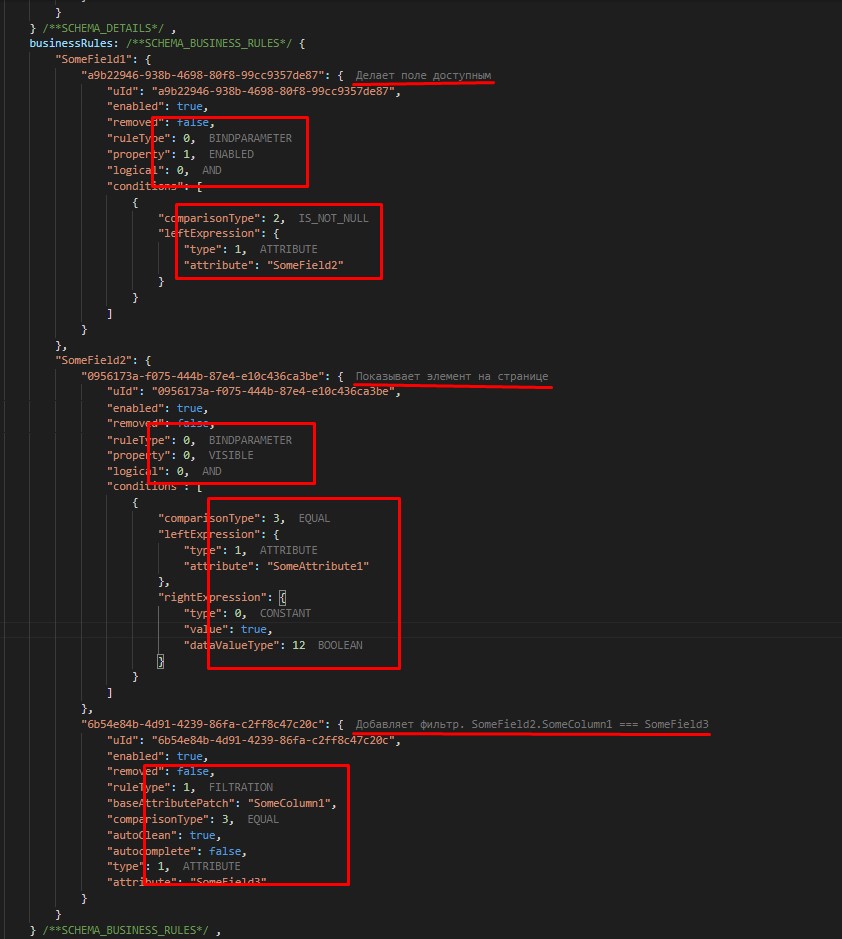 }
} /**SCHEMA_DETAILS*/ ,
businessRules: /**SCHEMA_BUSINESS_RULES*/ {
"SomeField1": {
"a9b22946-938b-4698-80f8-99cc9357de87": { Делает поле доступным
"uId": "a9b22946-938b-4698-80f8-99cc9357de87",
"enabled": true,
"removed": false,
"ruleType": 0, BINDPARAMETER
"property": 1, ENABLED
"logical": 0, AND
"conditions": [
{
"comparisonType": 2, IS_NOT_NULL
"leftExpression": {
"type": 1, ATTRIBUTE
"attribute": "SomeField2"
}
}
]
}
},
"SomeField2": {
"0956173a-f075-444b-87e4-e10c436ca3be": { Показывает элемент на странице
"uId": "0956173a-f075-444b-87e4-e10c436ca3be",
"enabled": true,
"removed": false,
"ruleType": 0, BINDPARAMETER
"property": 0, VISIBLE
"logical": 0, AND
"conditions": [
{
"comparisonType": 3, EQUAL
"leftExpression": {
"type": 1, ATTRIBUTE
"attribute": "SomeAttribute1"
},
"rightExpression": {
"type": 0, CONSTANT
"value": true,
"dataValueType": 12 BOOLEAN
}
}
]
},
"6b54e84b-4d91-4239-86fa-c2ff8c47c20c": { Добавляет фильтр. SomeField2.SomeColumn1 === SomeField3
"uId": "6b54e84b-4d91-4239-86fa-c2ff8c47c20c",
"enabled": true,
"removed": false,
"ruleType": 1, FILTRATION
"baseAttributePatch": "SomeColumn1",
"comparisonType": 3, EQUAL
"autoClean": true,
"autocomplete": false,
"type": 1, ATTRIBUTE
"attribute": "SomeField3"
}
}
} /**SCHEMA_BUSINESS_RULES*/ ,